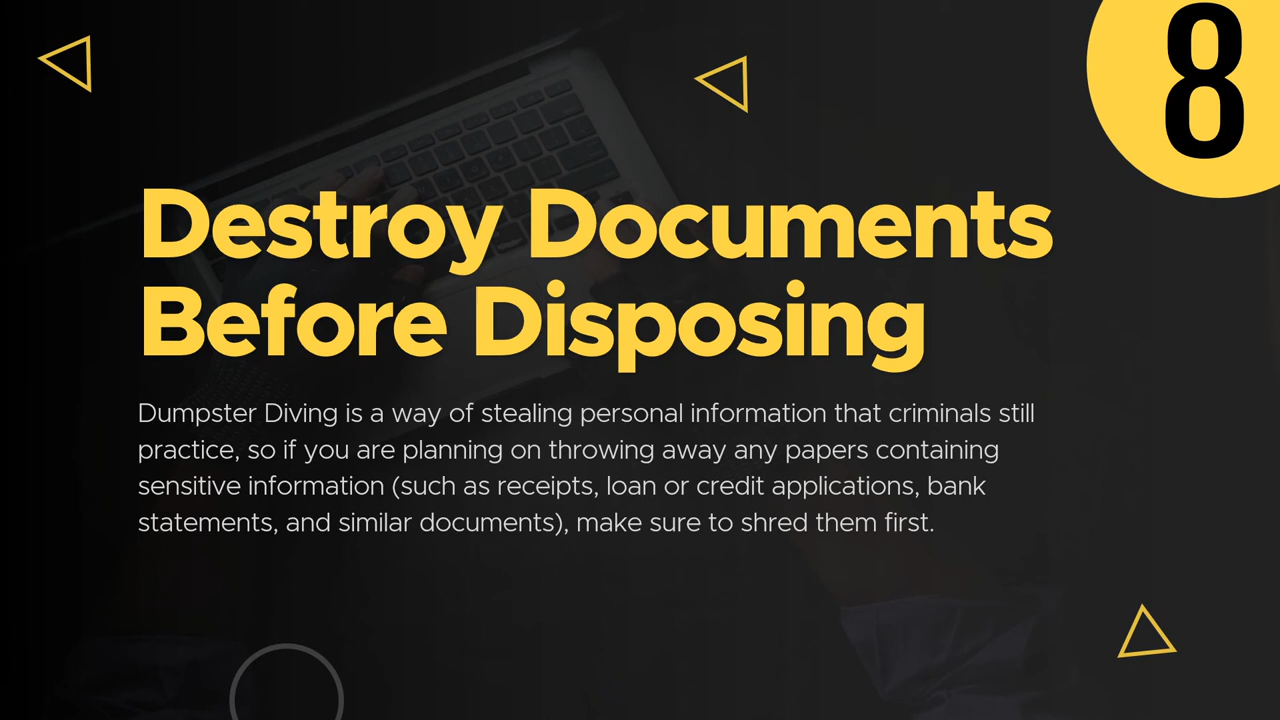 8
Destroy Documents
Before Disposing
Dumpster Diving is a way of stealing personal information that criminals still
practice, so if you are planning on throwing away any papers containing
sensitive information (such as receipts, loan or credit applications, bank
statements, and similar documents), make sure to shred them first.